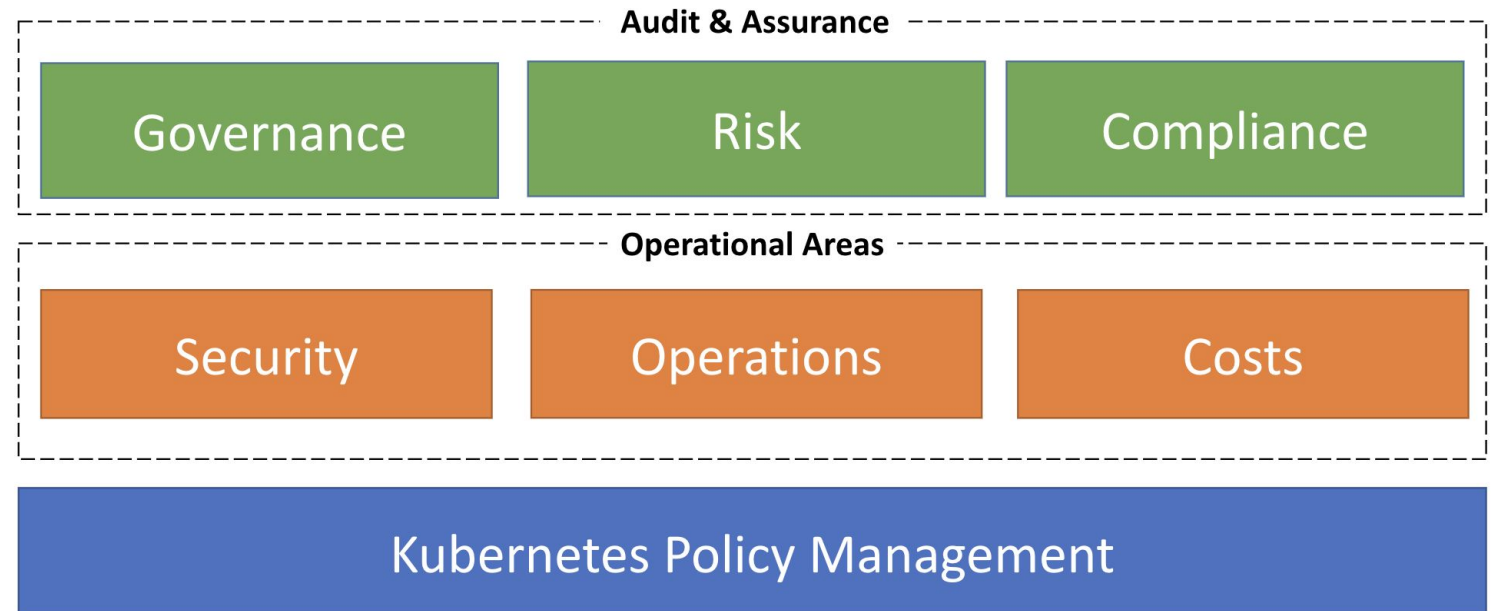 Audit & Assurance
Governance
Risk
Compliance
Operational Areas
Security
Operations
Costs
Kubernetes Policy Management